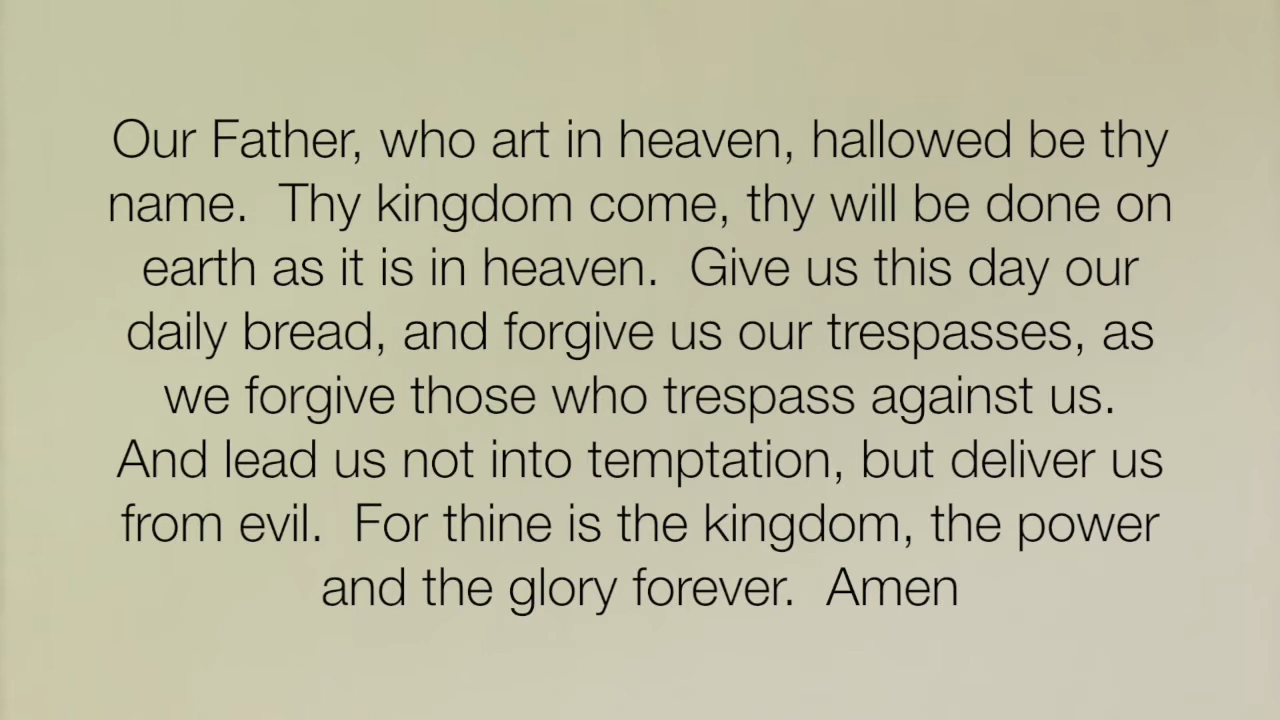 Our Father, who art in heaven, hallowed be thy
name.  Thy kingdom come, thy will be done on
earth as it is in heaven.  Give us this day our
daily bread, and forgive us our trespasses, as
we forgive those who trespass against us.
And lead us not into temptation, but deliver us
from evil.  For thine is the kingdom, the power
and the glory forever.  Amen